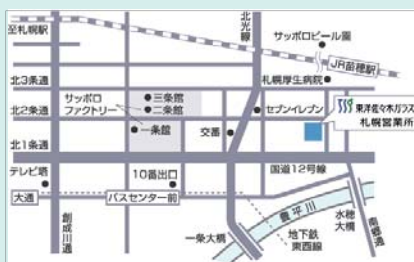 至札幌駅
北光線
サッポロビール園
JR苗穂駅
北3条通
三条館
札幌厚生病院
サッポロ
ファクトリー
二条館
北2条通
セブンイレブン
東洋佐々木ガラス
札幌営業所
一条館
交番
北1条通
テレビ塔
10番出口
国道12号線
大通
バスセンター前
豊平川
水穂
大橋
南郷通
創成川通
一条大橋
地下鉄
東西線